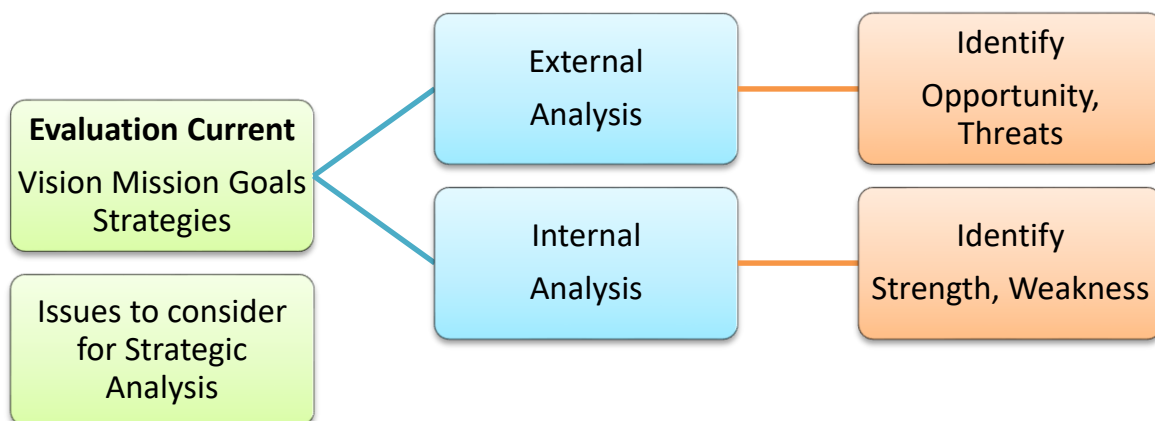 Evaluation Current
Vision Mission Goals
Strategies
Issues to consider
for Strategic
Analysis
External
Analysis
Internal
Analysis
Identify
Opportunity,
Threats
Identify
Strength, Weakness